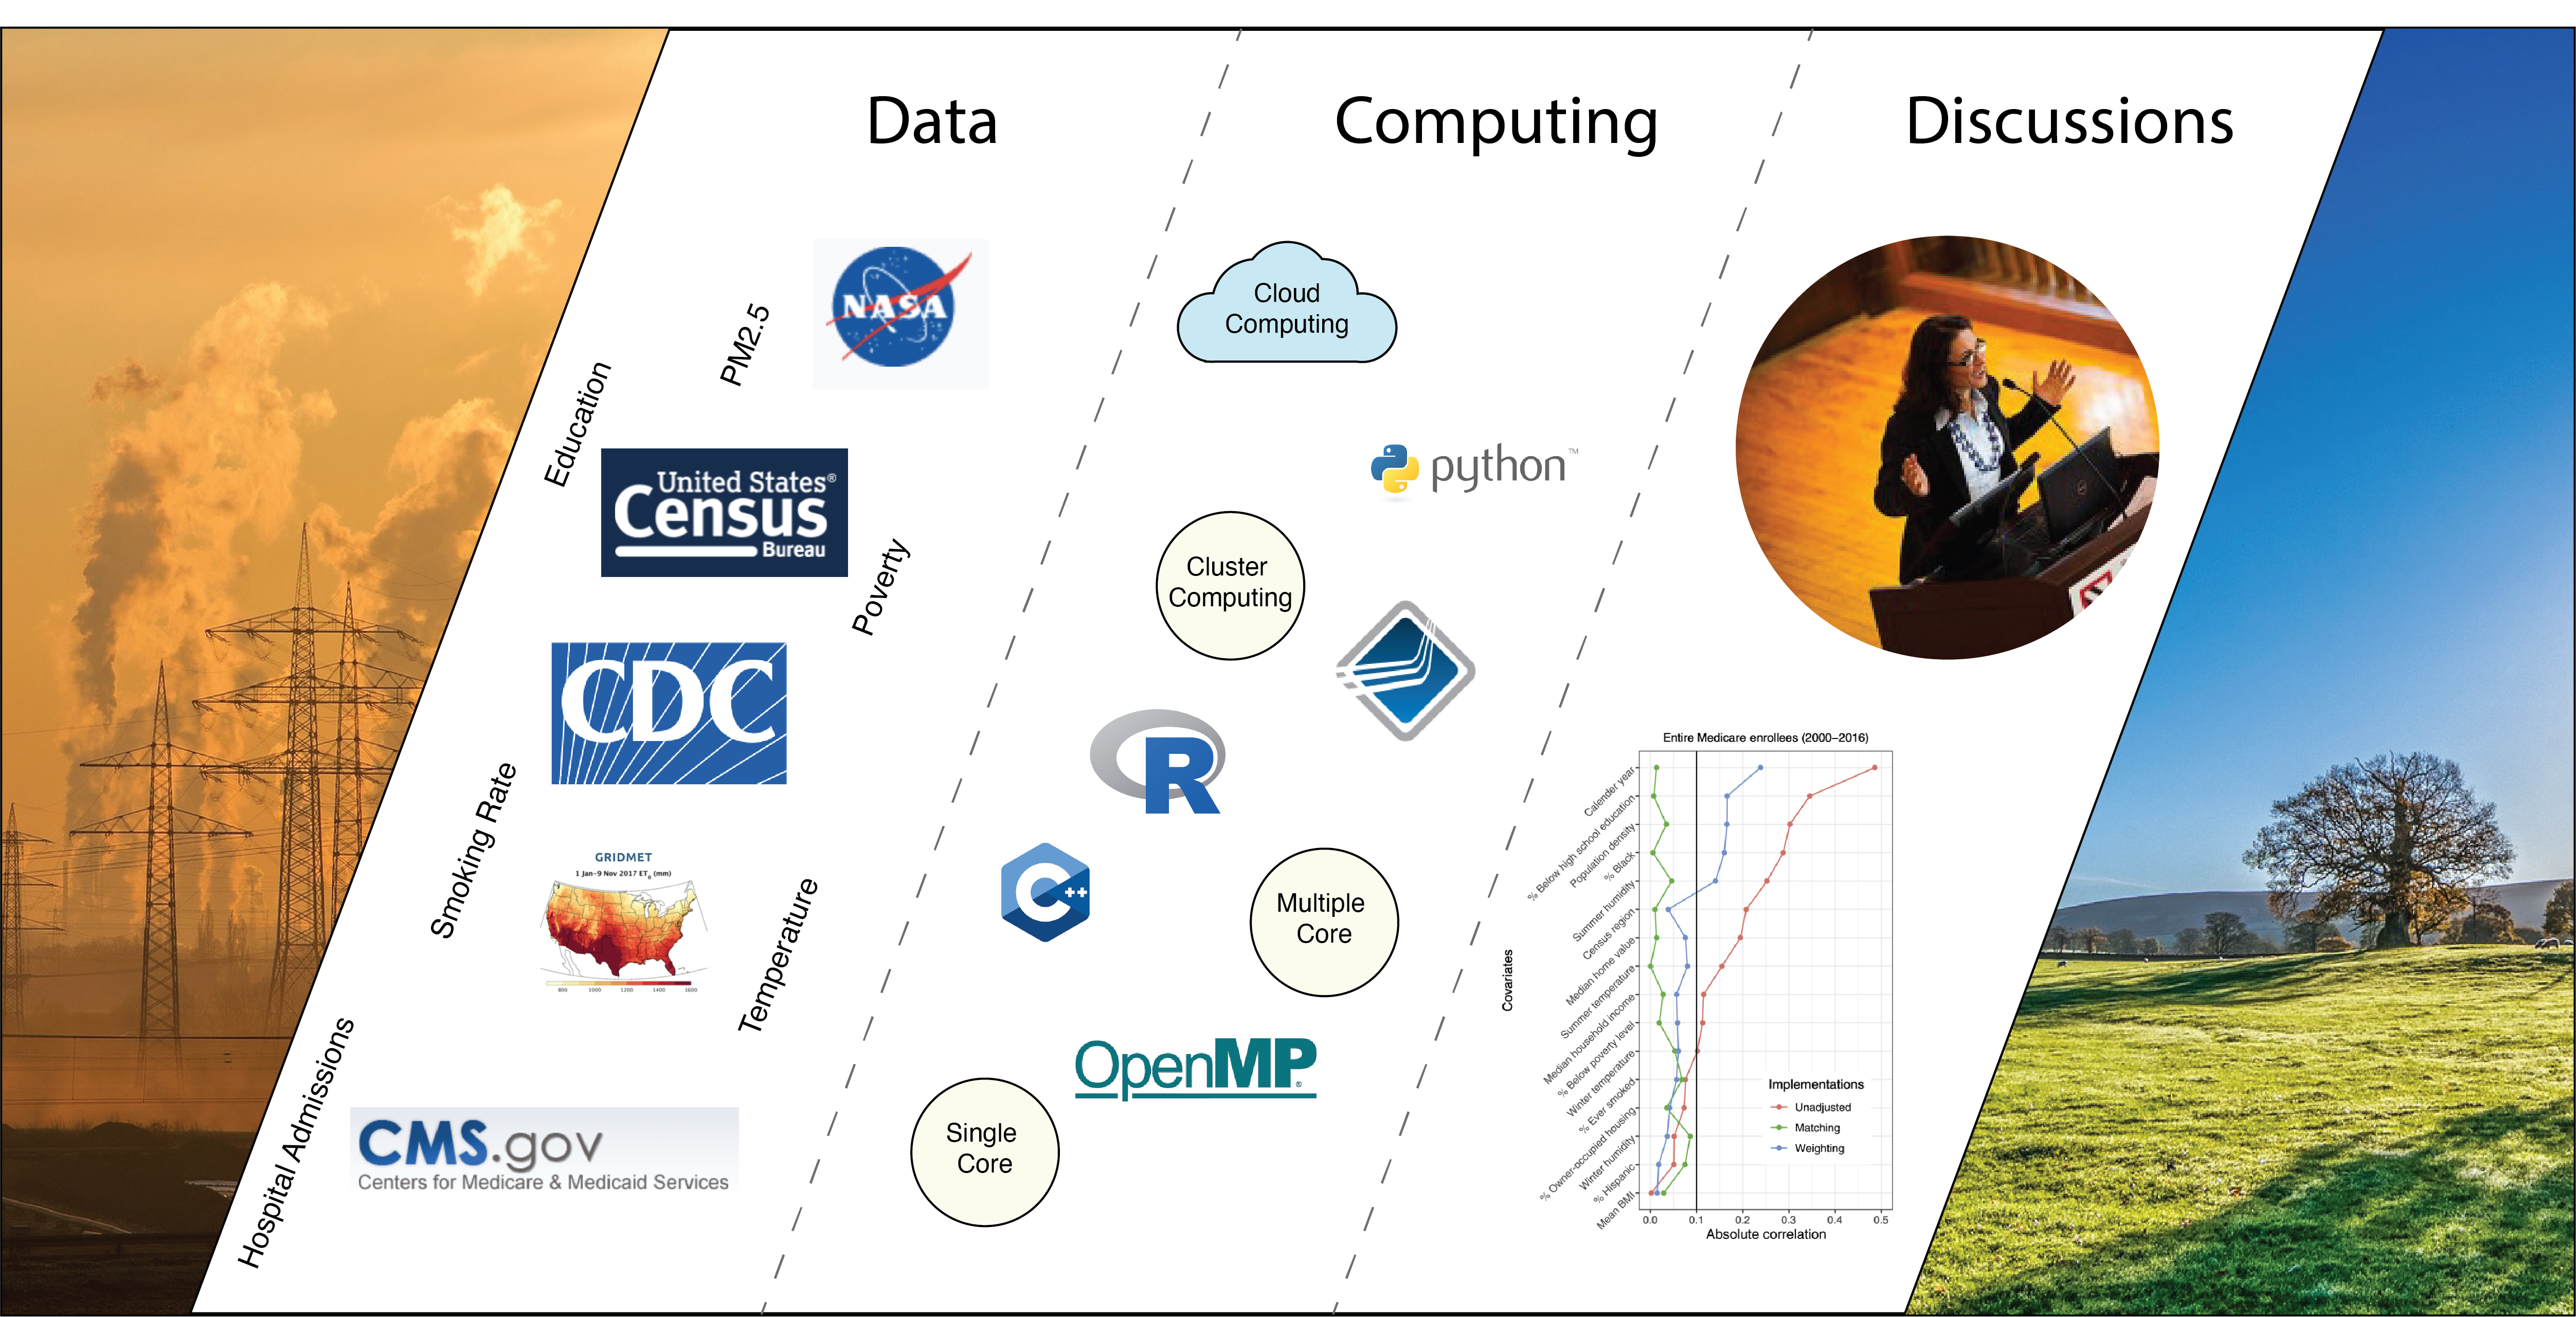 Data
Computing
Discussions
PM2.5
NASA
Education
United States®
Census
Bureau
Poverty
CDC
Smoking Rate
GRIDMET
1 Jan–9 Nov 2017 ET0 (mm)
800 1000 1200 1400 1600
Temperature
Hospital Admissions
CMS.gov
Centers for Medicare & Medicaid Services
Cloud
Computing
python™
Cluster
Computing
R
C++
Multiple
Core
OpenMP®
Single
Core
Entire Medicare enrollees (2000–2016)
Covariates
Calender year
% Below high school education
Population density
% Black
Summer humidity
Census region
Median home value
Summer temperature
Median household income
% Below poverty level
Winter temperature
% Ever smoked
% Owner-occupied housing
Winter humidity
% Hispanic
Mean BMI
Implementations
Unadjusted
Matching
Weighting
0.0 0.1 0.2 0.3 0.4 0.5
Absolute correlation